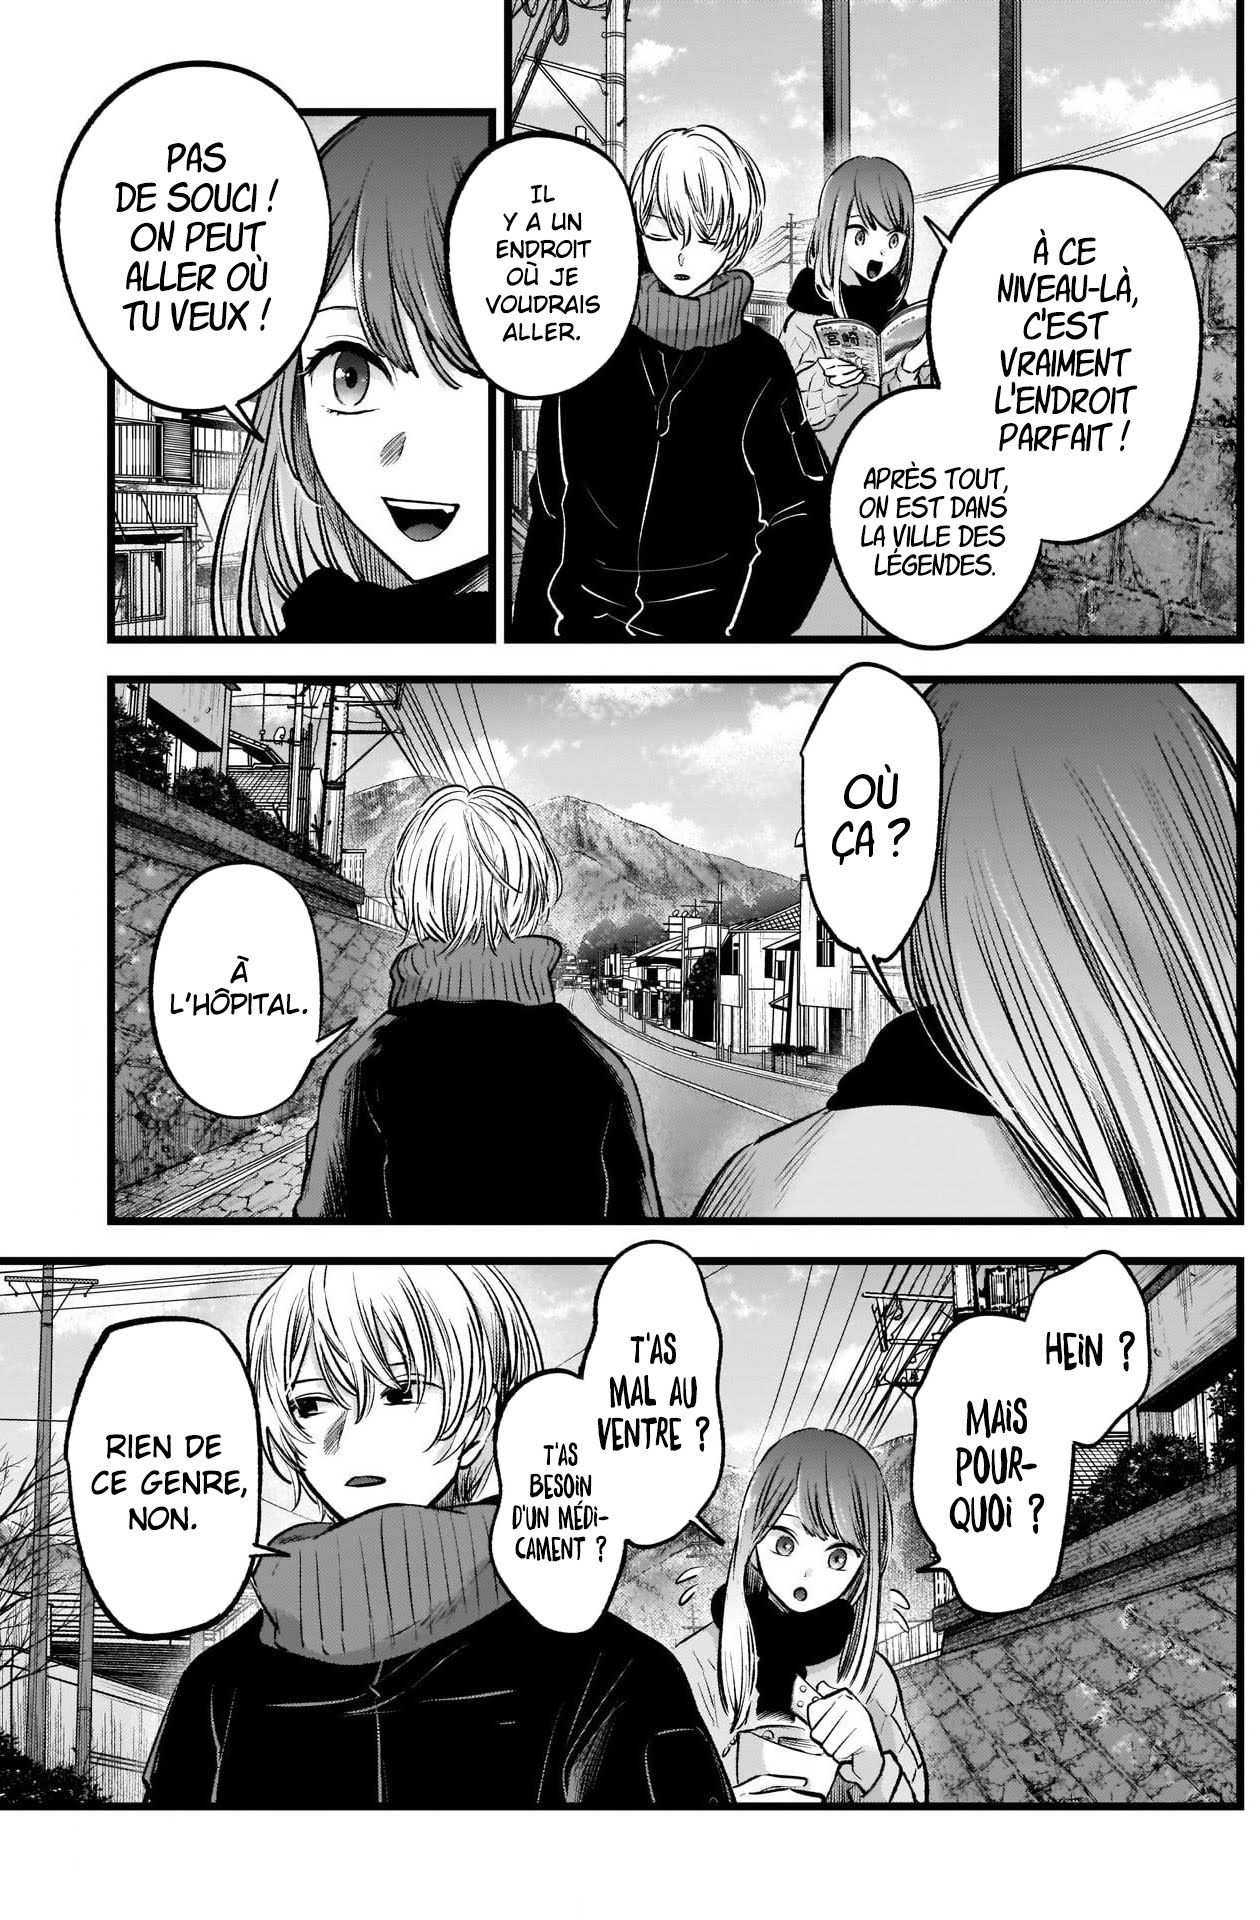 À CE
NIVEAU-LÀ,
C'EST
VRAIMENT
L'ENDROIT
PARFAIT !
APRÈS TOUT,
ON EST DANS
LA VILLE DES
LÉGENDES.
宮崎
IL
Y A UN
ENDROIT
OÙ JE
VOUDRAIS
ALLER.
PAS
DE SOUCI !
ON PEUT
ALLER OÙ
TU VEUX !
OÙ
ÇA ?
À
L'HÔPITAL.
HEIN ?
MAIS
POUR-
QUOI ?
T'AS
MAL AU
VENTRE ?
T'AS
BESOIN
D'UN MÉDI-
CAMENT ?
RIEN DE
CE GENRE,
NON.